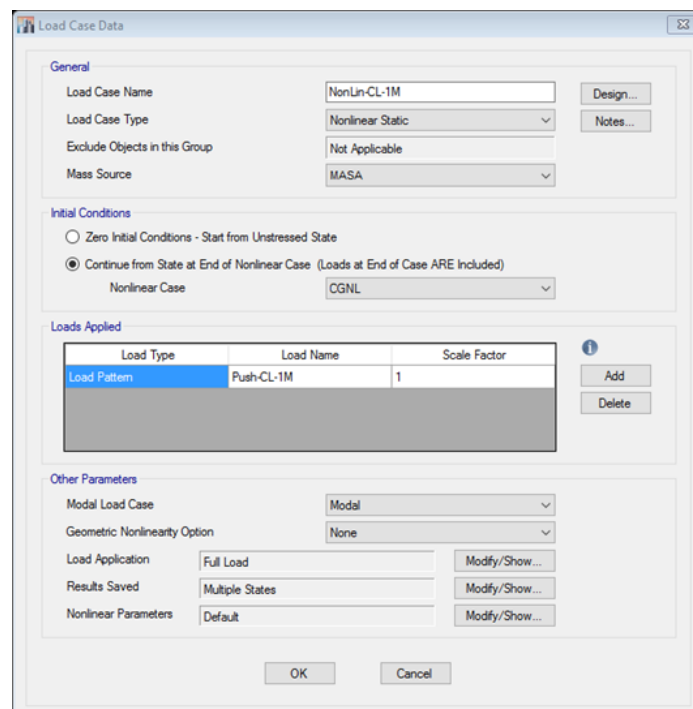 Load Case Data
General
Load Case Name NonLin-CL-1M Design...
Load Case Type Nonlinear Static Notes...
Exclude Objects in this Group Not Applicable
Mass Source MASA
Initial Conditions
Zero Initial Conditions - Start from Unstressed State
Continue from State at End of Nonlinear Case (Loads at End of Case ARE Included)
Nonlinear Case CGNL
Loads Applied
Load Type Load Name Scale Factor
Load Pattern Push-CL-1M 1 Add
Delete
Other Parameters
Modal Load Case Modal
Geometric Nonlinearity Option None
Load Application Full Load Modify/Show...
Results Saved Multiple States Modify/Show...
Nonlinear Parameters Default Modify/Show...
OK Cancel